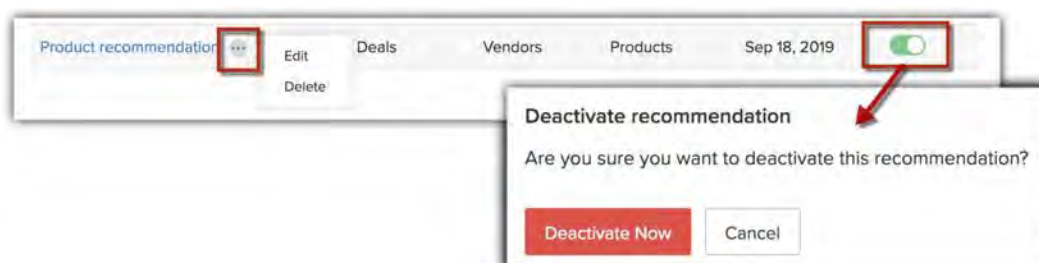 Product recommendation ... Deals Vendors Products Sep 18, 2019
Edit
Delete
Deactivate recommendation
Are you sure you want to deactivate this recommendation?
Deactivate Now Cancel